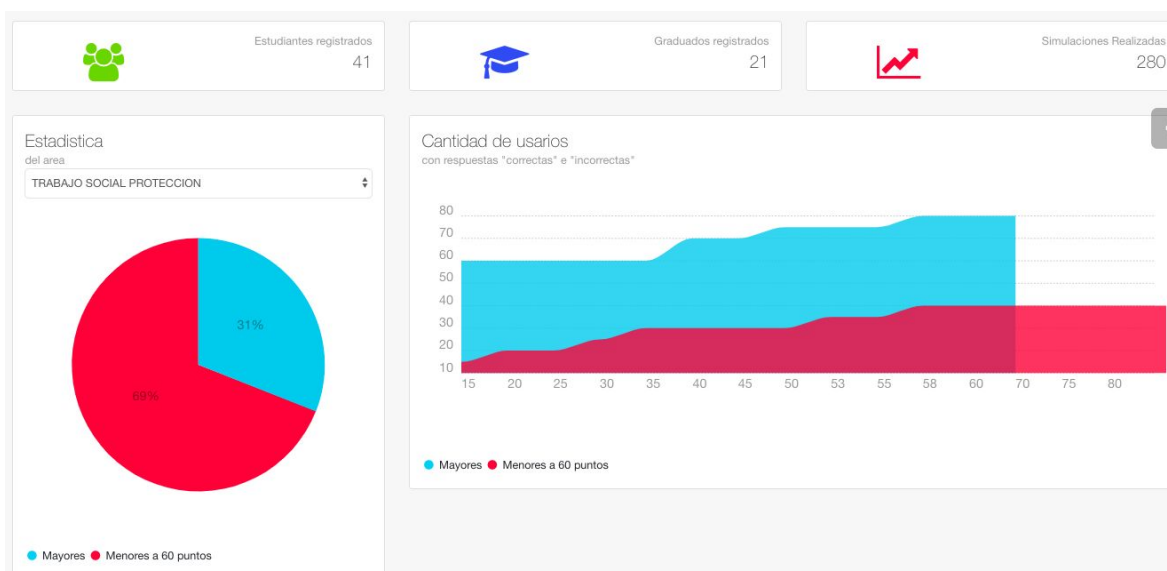 Estudiantes registrados
41
Graduados registrados
21
Simulaciones Realizadas
280
Estadistica
del area
TRABAJO SOCIAL PROTECCION
31%
69%
Mayores Menores a 60 puntos
Cantidad de usarios
con respuestas "correctas" e "incorrectas"
80
70
60
50
40
30
20
10
15 20 25 30 35 40 45 50 53 55 58 60 70 75 80
Mayores Menores a 60 puntos